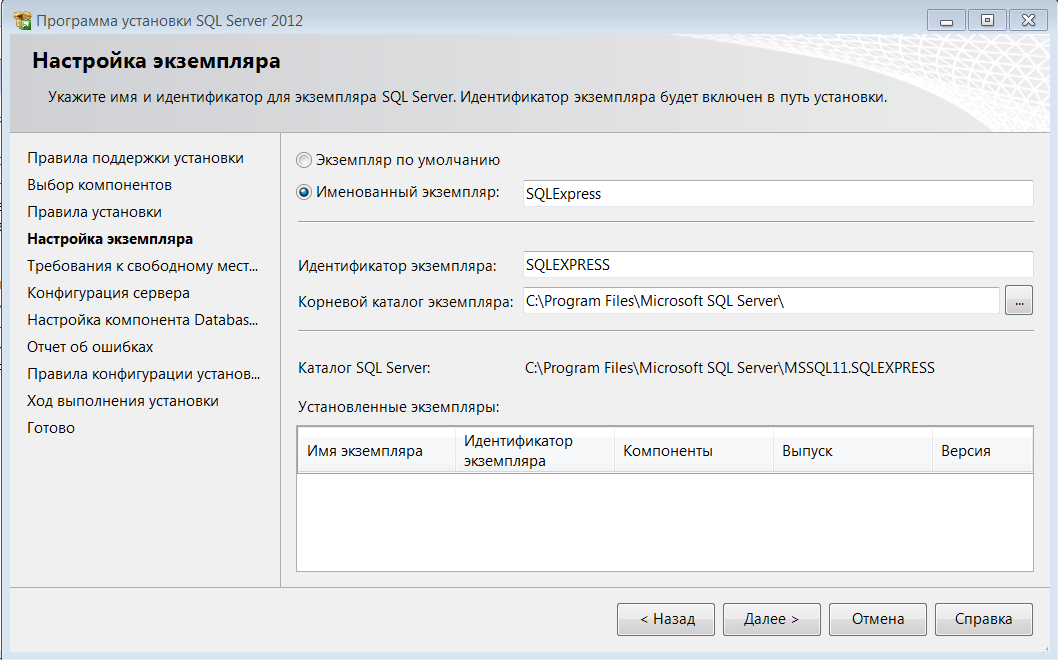 Программа установки SQL Server 2012
Настройка экземпляра
Укажите имя и идентификатор для экземпляра SQL Server. Идентификатор экземпляра будет включен в путь установки.
Правила поддержки установки
Выбор компонентов
Правила установки
Настройка экземпляра
Требования к свободному мест...
Конфигурация сервера
Настройка компонента Databas...
Отчет об ошибках
Правила конфигурации установ...
Ход выполнения установки
Готово
Экземпляр по умолчанию
Именованный экземпляр: SQLExpress
Идентификатор экземпляра: SQLEXPRESS
Корневой каталог экземпляра: C:\Program Files\Microsoft SQL Server\ ...
Каталог SQL Server: C:\Program Files\Microsoft SQL Server\MSSQL11.SQLEXPRESS
Установленные экземпляры:
Имя экземпляра Идентификатор экземпляра Компоненты Выпуск Версия
< Назад Далее > Отмена Справка